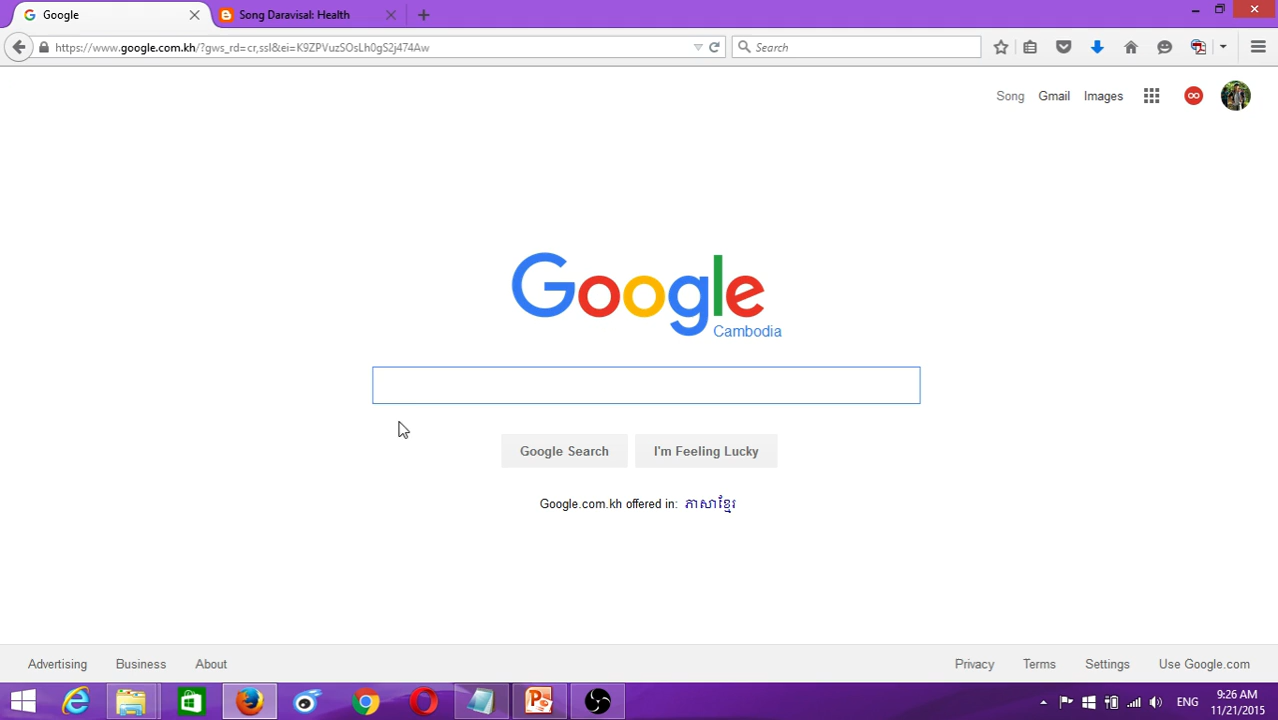 Google
Song Daravisal: Health
https://www.google.com.kh/?gws_rd=cr,ssl&ei=K9ZPVuzSOsLh0gS2j474Aw
Search
Song Gmail Images
Google
Cambodia
Google Search
I'm Feeling Lucky
Google.com.kh offered in: ភាសាខ្មែរ
Advertising Business About
Privacy Terms Settings Use Google.com
ENG
9:26 AM
11/21/2015